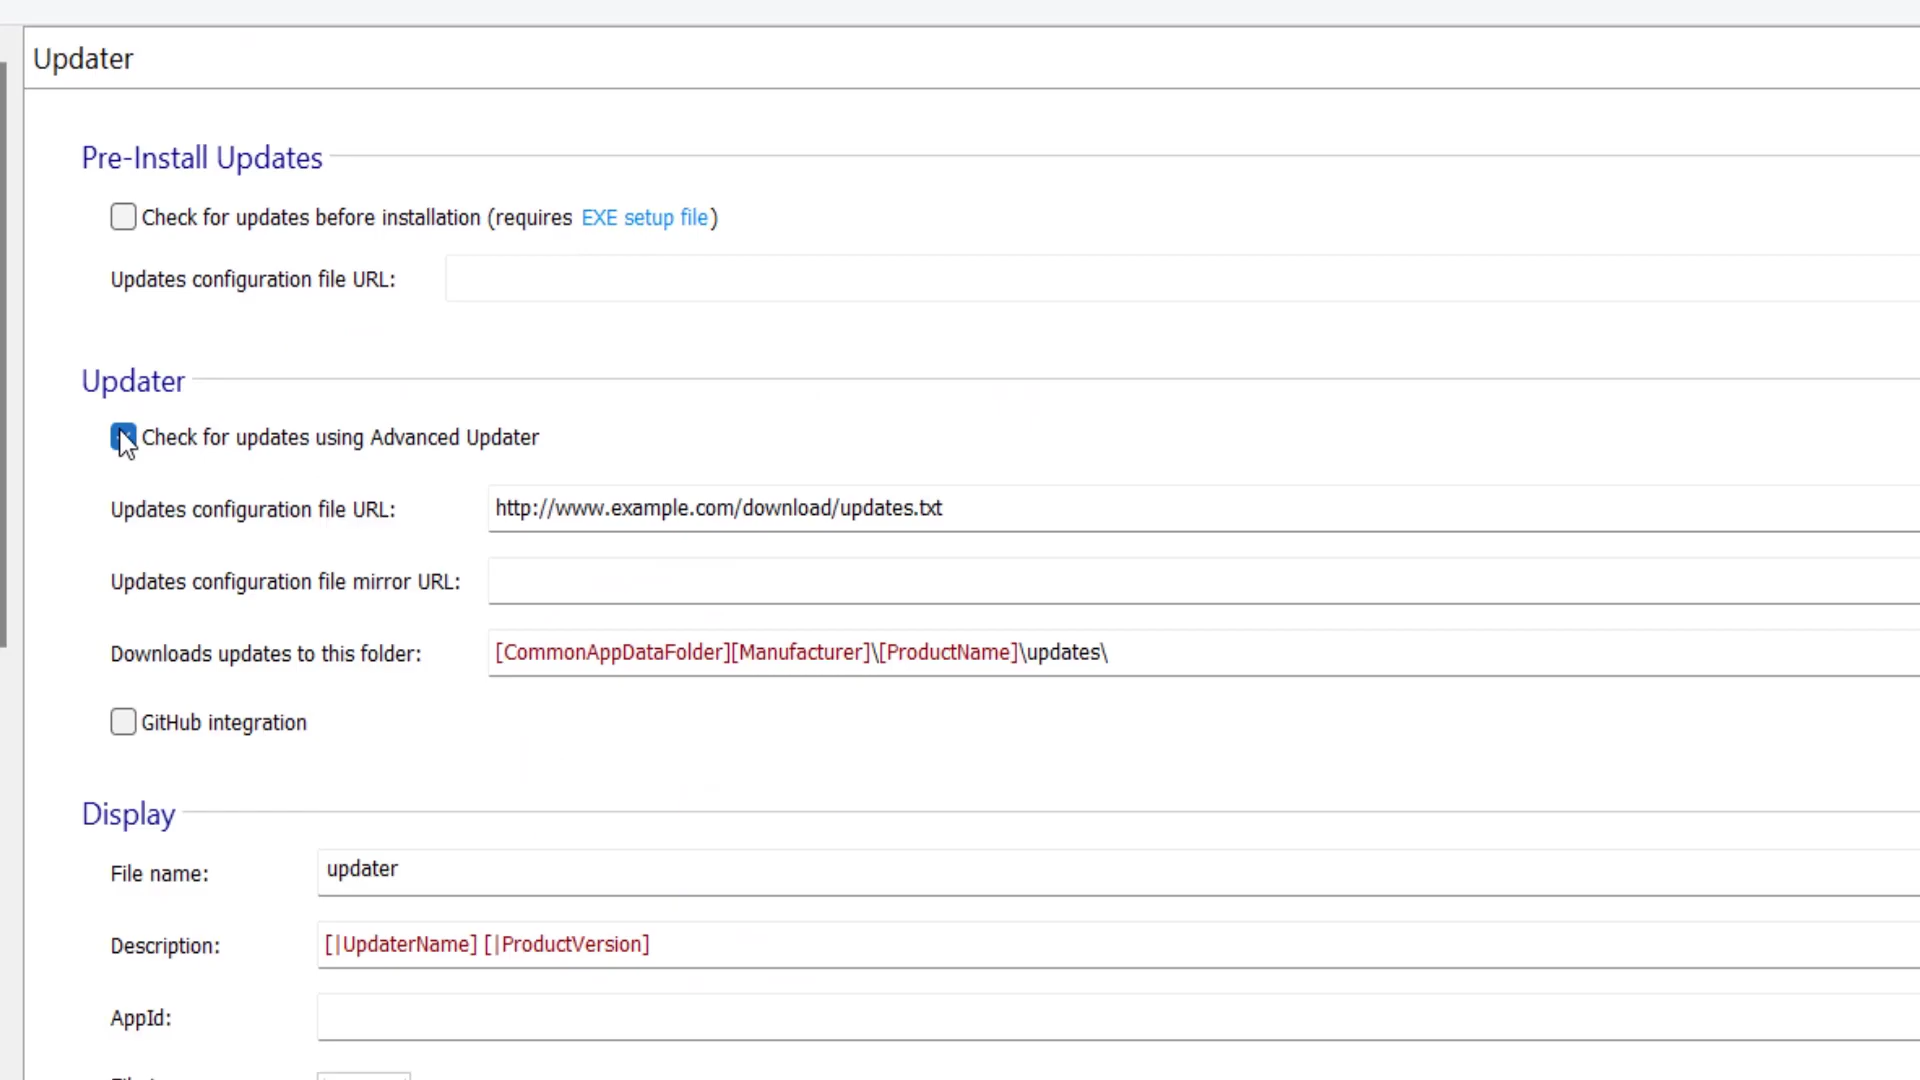 Updater
Pre-Install Updates
Check for updates before installation (requires EXE setup file)
Updates configuration file URL:
Updater
Check for updates using Advanced Updater
Updates configuration file URL: http://www.example.com/download/updates.txt
Updates configuration file mirror URL:
Downloads updates to this folder: [CommonAppDataFolder][Manufacturer]\[ProductName]\updates\
GitHub integration
Display
File name: updater
Description: [|UpdaterName] [|ProductVersion]
AppId: